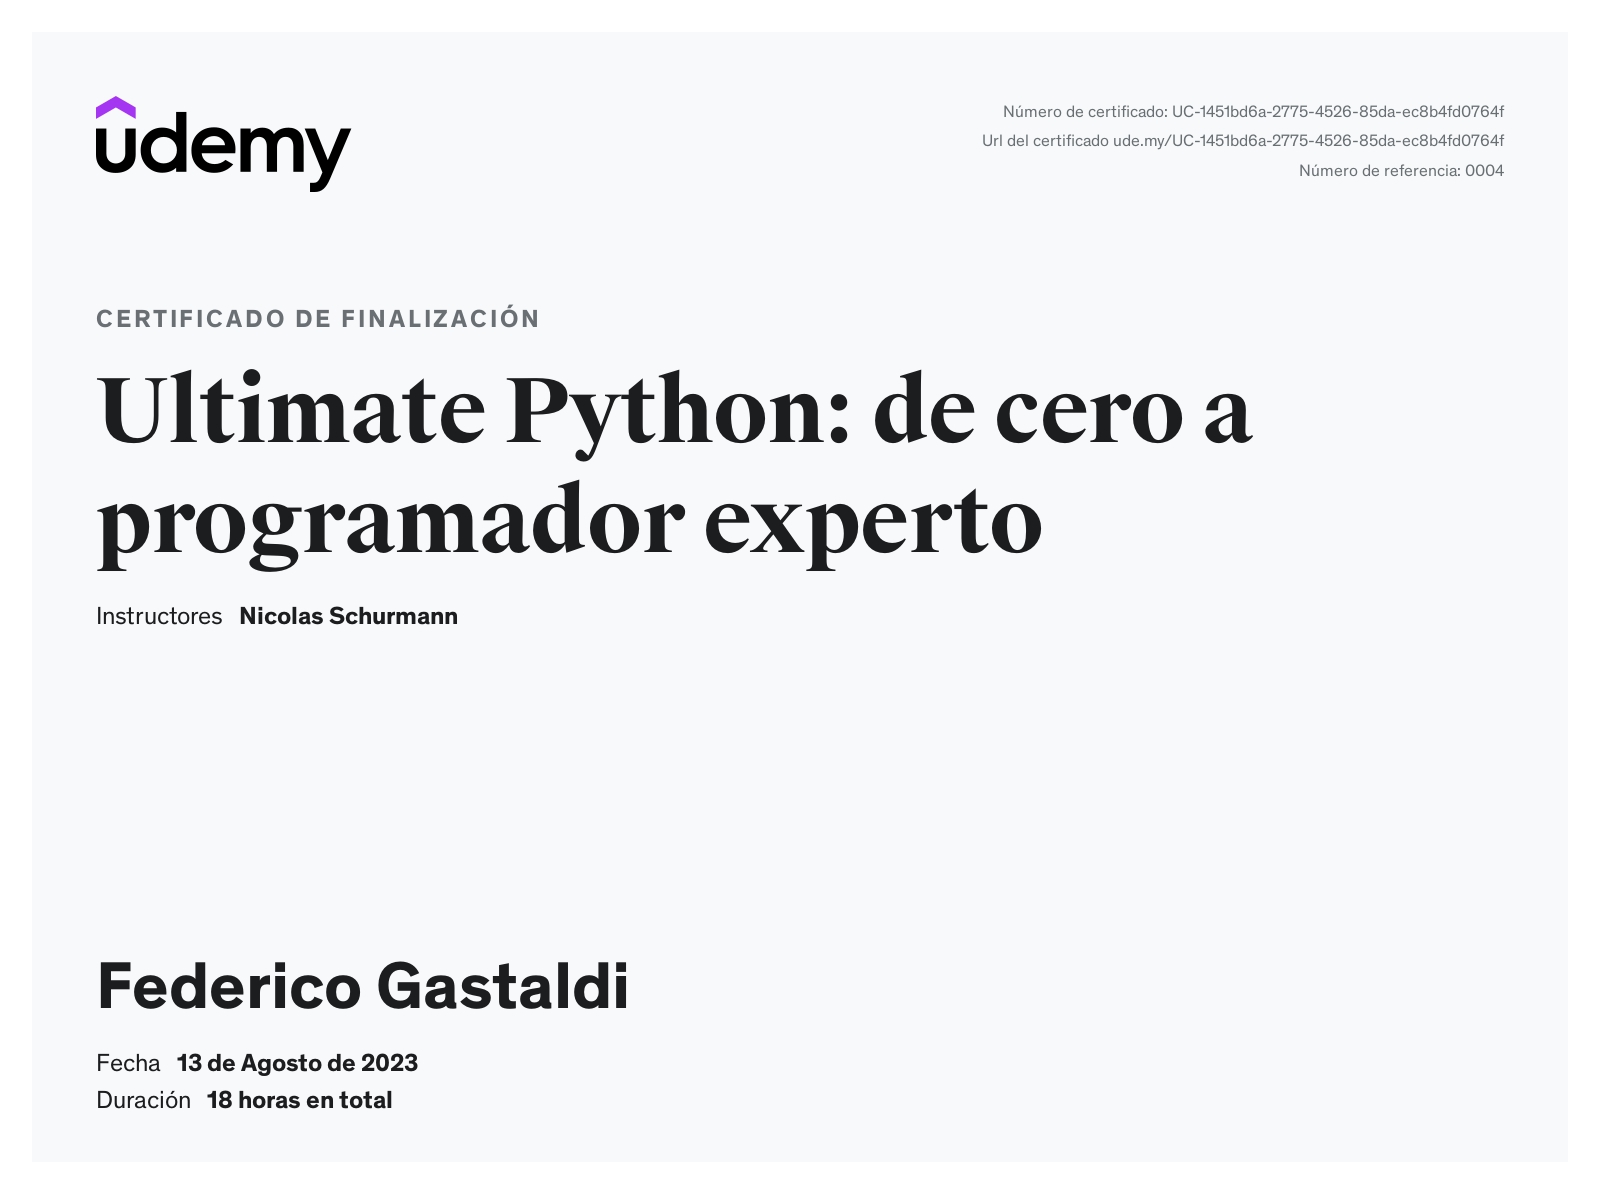 udemy
Número de certificado: UC-1451bd6a-2775-4526-85da-ec8b4fd0764f
Url del certificado ude.my/UC-1451bd6a-2775-4526-85da-ec8b4fd0764f
Número de referencia: 0004
CERTIFICADO DE FINALIZACIÓN
Ultimate Python: de cero a
programador experto
Instructores Nicolas Schurmann
Federico Gastaldi
Fecha 13 de Agosto de 2023
Duración 18 horas en total